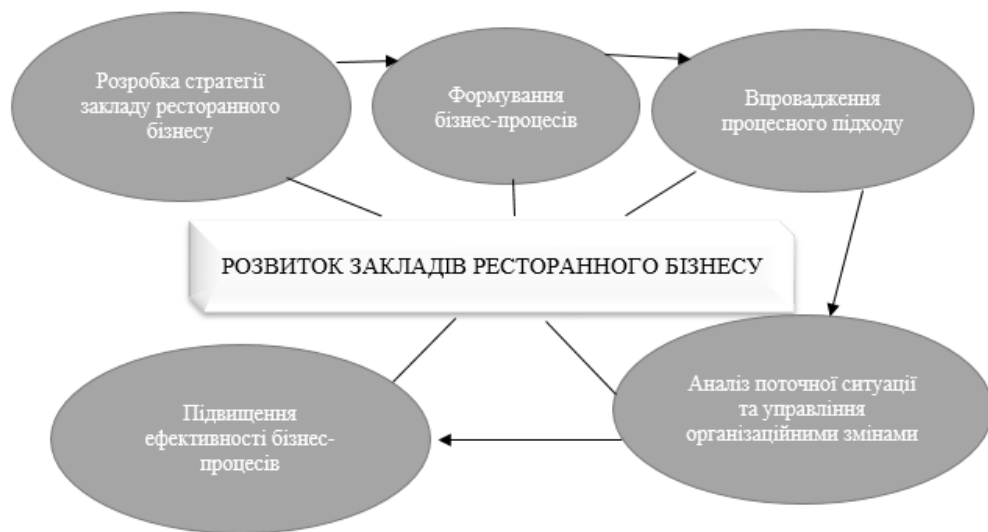 Розробка стратегії
закладу ресторанного
бізнесу
Формування
бізнес-процесів
Впровадження
процесного підходу
РОЗВИТОК ЗАКЛАДІВ РЕСТОРАННОГО БІЗНЕСУ
Підвищення
ефективності бізнес-
процесів
Аналіз поточної ситуації
та управління
організаційними змінами